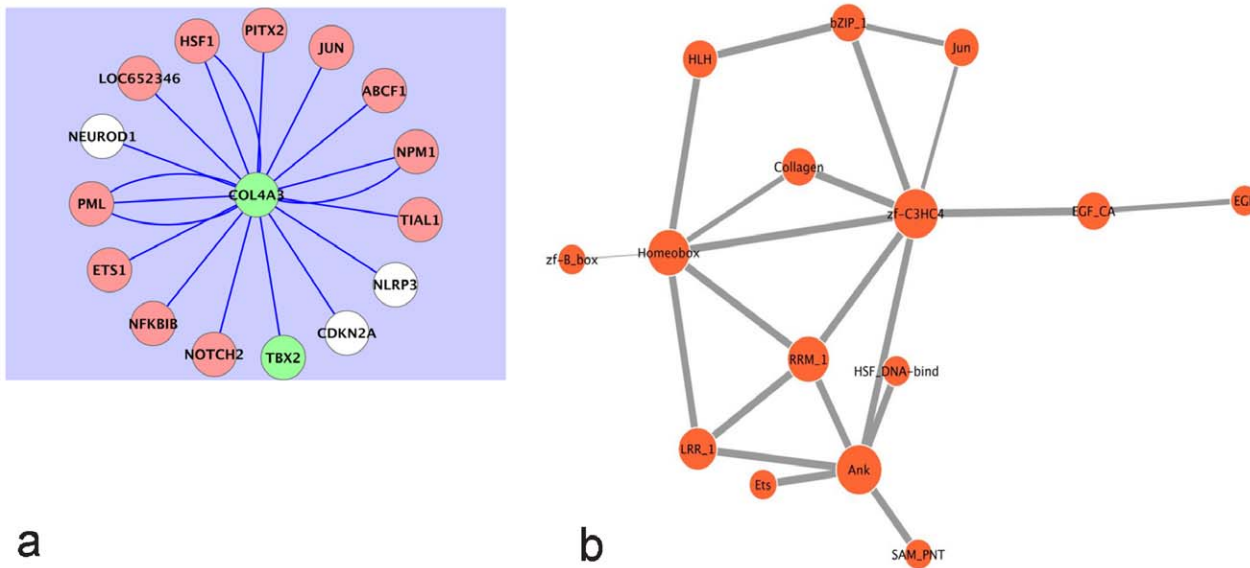 PITX2
HSF1
JUN
LOC652346
ABCF1
NEUROD1
NPM1
COL4A3
PML
TIAL1
ETS1
NLRP3
NFKBIB
CDKN2A
NOTCH2
TBX2
a
bZIP_1
HLH
Jun
Collagen
zf-C3HC4
EGF_CA
zf-B_box
Homeobox
RRM_1
HSF_DNA-bind
LRR_1
Ank
Ets
SAM_PNT
b